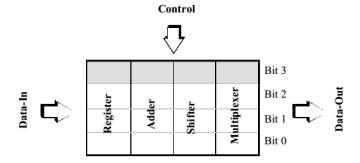 Control
Bit 3
Bit 2
Bit 1
Bit 0
Data-In
Register
Adder
Shifter
Multiplexer
Data-Out